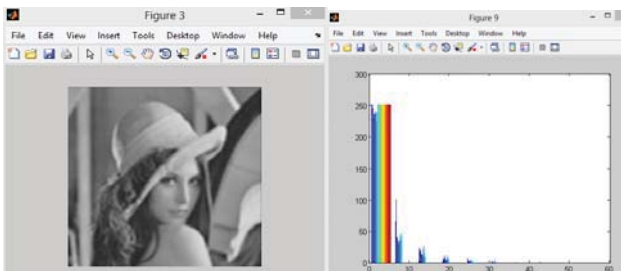 Figure 3
File Edit View Insert Tools Desktop Window Help
Figure 9
File Edit View Insert Tools Desktop Window Help
300
250
200
150
100
50
0
0 10 20 30 40 50 60